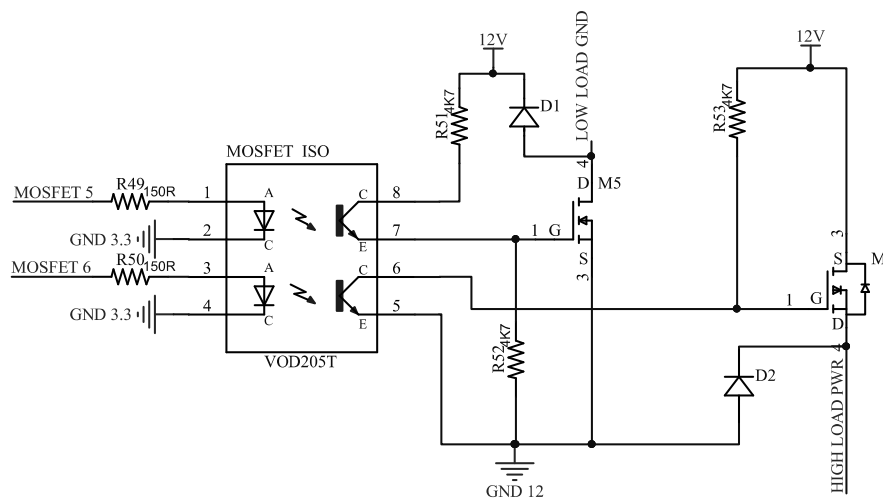 12V
12V
R51
4K7
D1
LOW LOAD GND
R53
4K7
MOSFET ISO
4
D
M5
MOSFET 5
R49
150R
1
A
C
8
GND 3.3
2
C
E
7
1
G
S
3
MOSFET 6
R50
150R
3
A
C
6
GND 3.3
4
C
E
5
VOD205T
R52
4K7
3
S
M
1
G
D
4
D2
HIGH LOAD PWR
GND 12